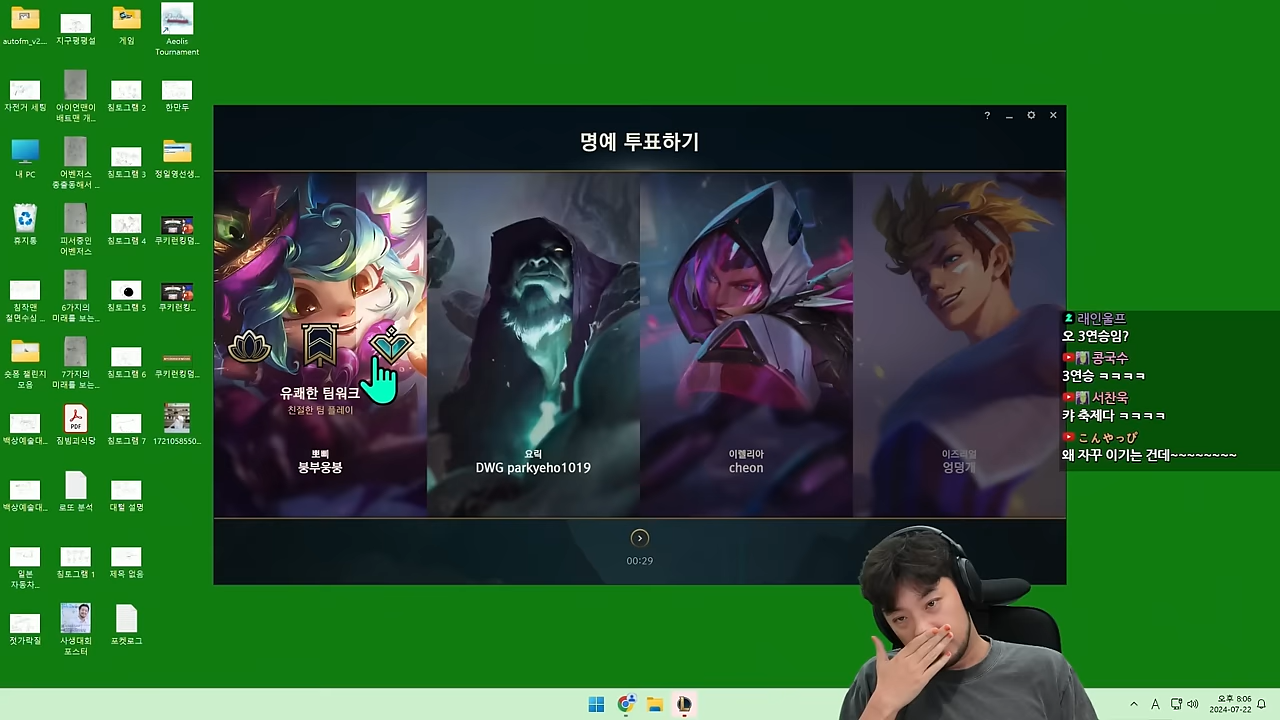 autofm_v2...
지구평평설
게임
Aeolis
Tournament
자전거 세팅
아이언맨이
배트맨 개...
침토그램 2
한만두
내 PC
어벤저스
중출동해서 ...
침토그램 3
정일영선생...
휴지통
피서중인
어벤저스
침토그램 4
쿠키런킹덤...
침착맨
절면수심 ...
6가지의
미래를 보는...
침토그램 5
쿠키런킹...
숏폼 챌린지
모음
7가지의
미래를 보는...
침토그램 6
쿠키런킹덤...
백상예술대...
PDF
짐빔괴식당
침토그램 7
1721058550...
백상예술대...
로또 분석
대털 설명
일본
자동차...
침토그램 1
제목 없음
젓가락질
사생대회
포스터
포켓로그
?
명예 투표하기
유쾌한 팀워크
친절한 팀 플레이
뽀삐
붕부웅붕
요릭
DWG parkyeho1019
이렐리아
cheon
이즈리얼
엉덩개
00:29
래인울프
오 3연승임?
콩국수
3연승 ㅋㅋㅋㅋ
서찬욱
캬 축제다 ㅋㅋㅋㅋ
こんやっぴ
왜 자꾸 이기는 건데~~~~~~~~
A
오후 8:06
2024-07-22